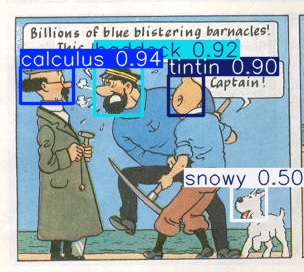 Billions of blue blistering barnacles!
This
haddock 0.92
calculus 0.94
tintin 0.90
Captain!
snowy 0.50